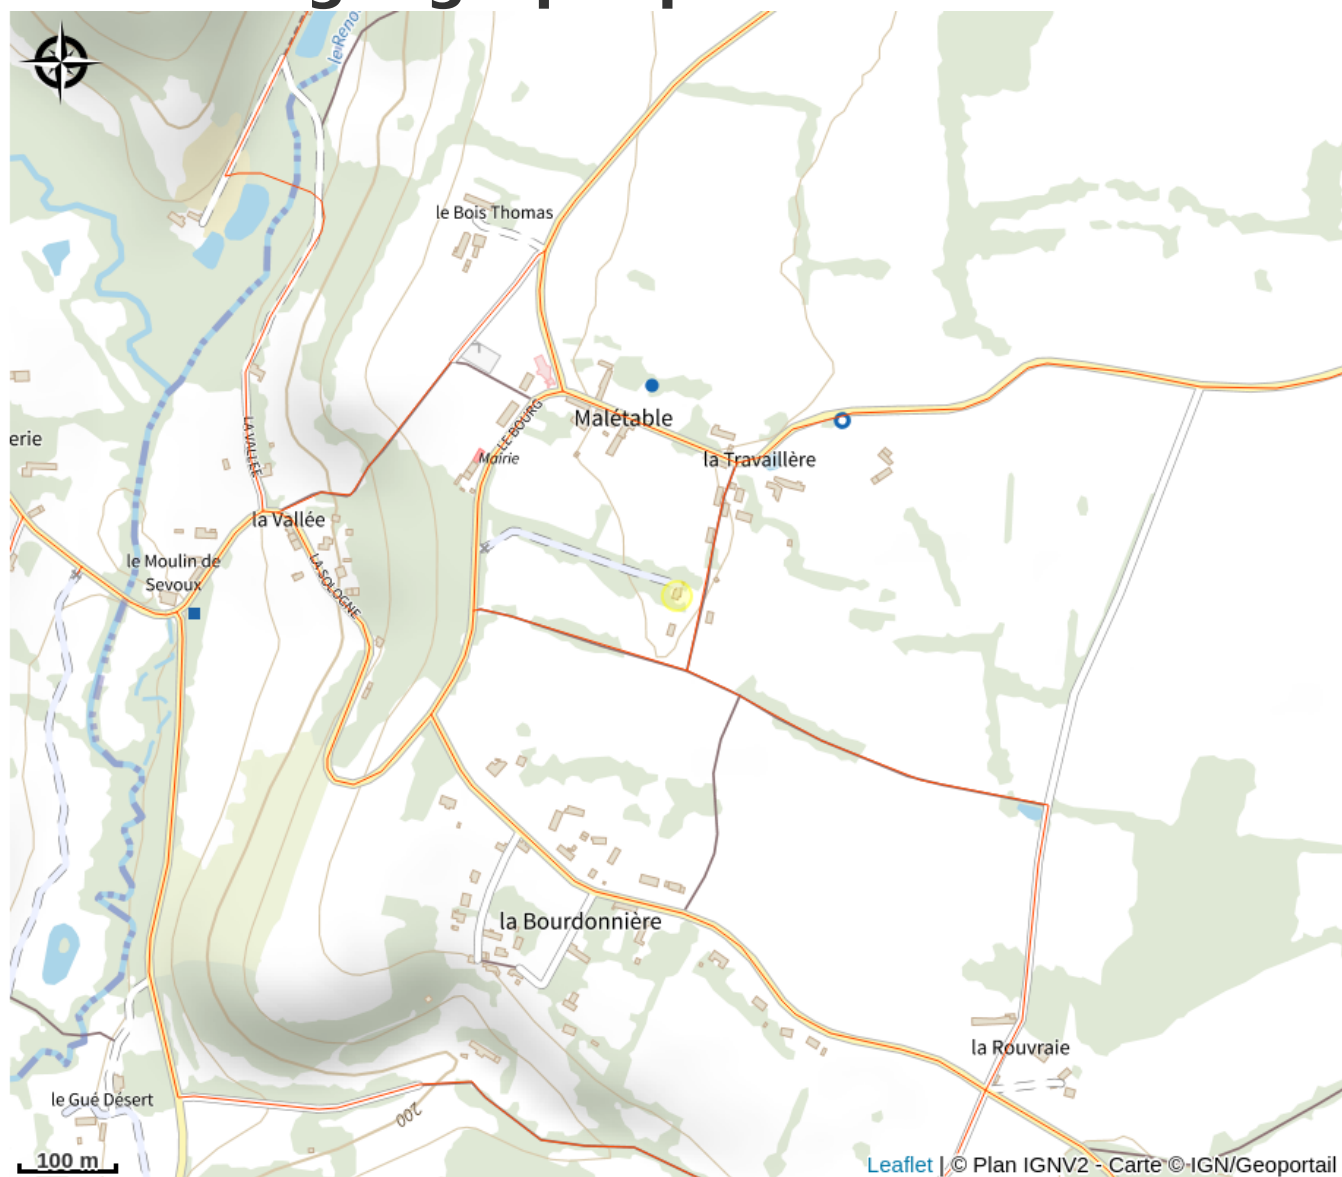 le Reno
le Bois Thomas
Malétable
LE BOURG
Mairie
la Travaillère
erie
LA VALLÉE
la Vallée
le Moulin de
Sevoux
LA SOLOGNE
la Bourdonnière
la Rouvraie
le Gué Désert
200
100 m
Leaflet | © Plan IGNV2 - Carte © IGN/Geoportail